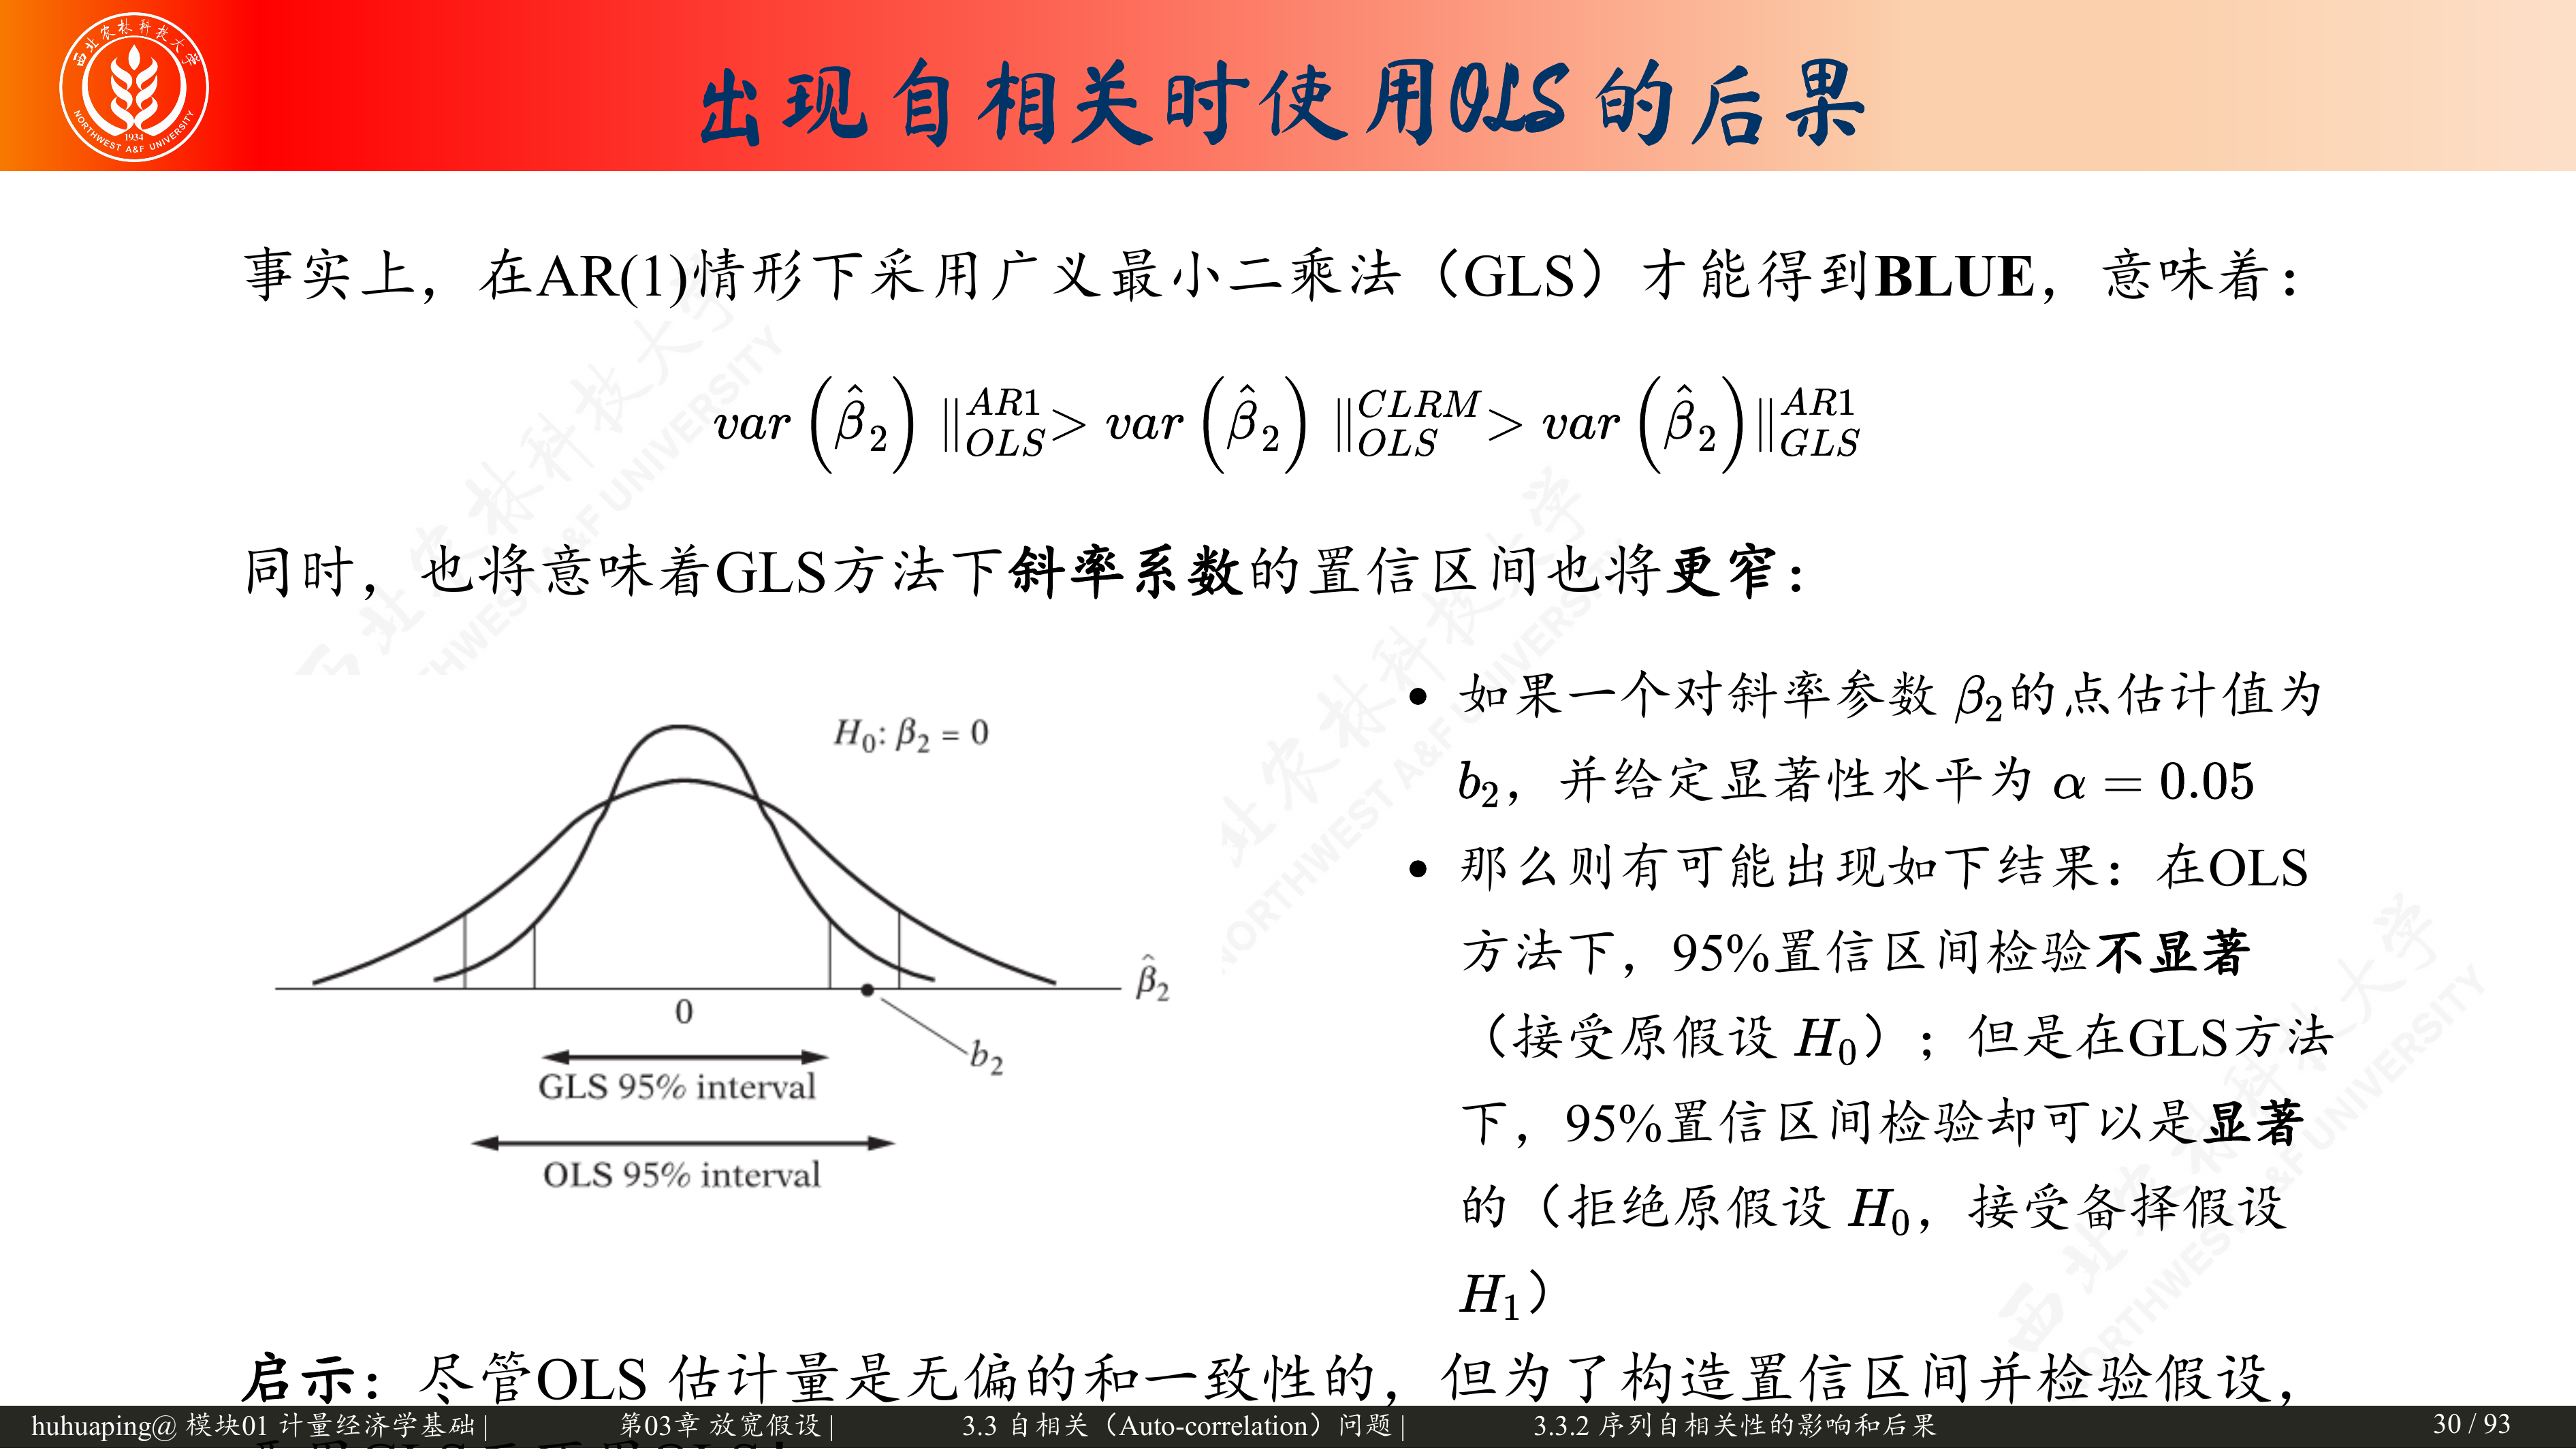 西北农林科技大学
NORTHWEST A&F UNIVERSITY
1934
出现自相关时使用OLS的后果
事实上，在AR(1)情形下采用广义最小二乘法（GLS）才能得到BLUE，意味着：
var(β̂₂)∥_{OLS}^{AR1} > var(β̂₂)∥_{OLS}^{CLRM} > var(β̂₂)∥_{GLS}^{AR1}
同时，也将意味着GLS方法下斜率系数的置信区间也将更窄：
H₀: β₂ = 0
β̂₂
0
b₂
GLS 95% interval
OLS 95% interval
• 如果一个对斜率参数 β₂的点估计值为
b₂，并给定显著性水平为 α = 0.05
• 那么则有可能出现如下结果：在OLS
方法下，95%置信区间检验不显著
（接受原假设 H₀）；但是在GLS方法
下，95%置信区间检验却可以是显著
的（拒绝原假设 H₀，接受备择假设
H₁）
启示：尽管OLS 估计量是无偏的和一致性的，但为了构造置信区间并检验假设，
huhuaping@ 模块01 计量经济学基础 | 第03章 放宽假设 | 3.3 自相关（Auto-correlation）问题 | 3.3.2 序列自相关性的影响和后果 30 / 93